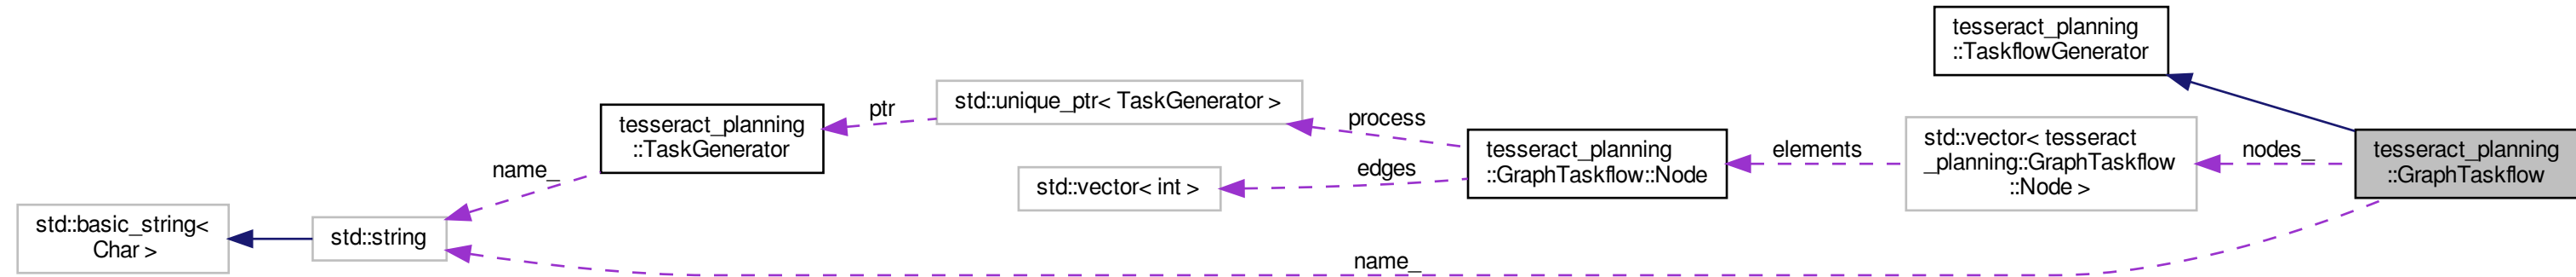 tesseract_planning
::TaskflowGenerator
std::unique_ptr< TaskGenerator >
ptr
process
tesseract_planning
::TaskGenerator
std::vector< tesseract
_planning::GraphTaskflow
::Node >
elements
nodes_
tesseract_planning
::GraphTaskflow::Node
tesseract_planning
::GraphTaskflow
name_
edges
std::vector< int >
std::basic_string<
Char >
std::string
name_